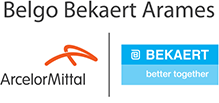 Belgo Bekaert Arames
ArcelorMittal
BEKAERT
better together